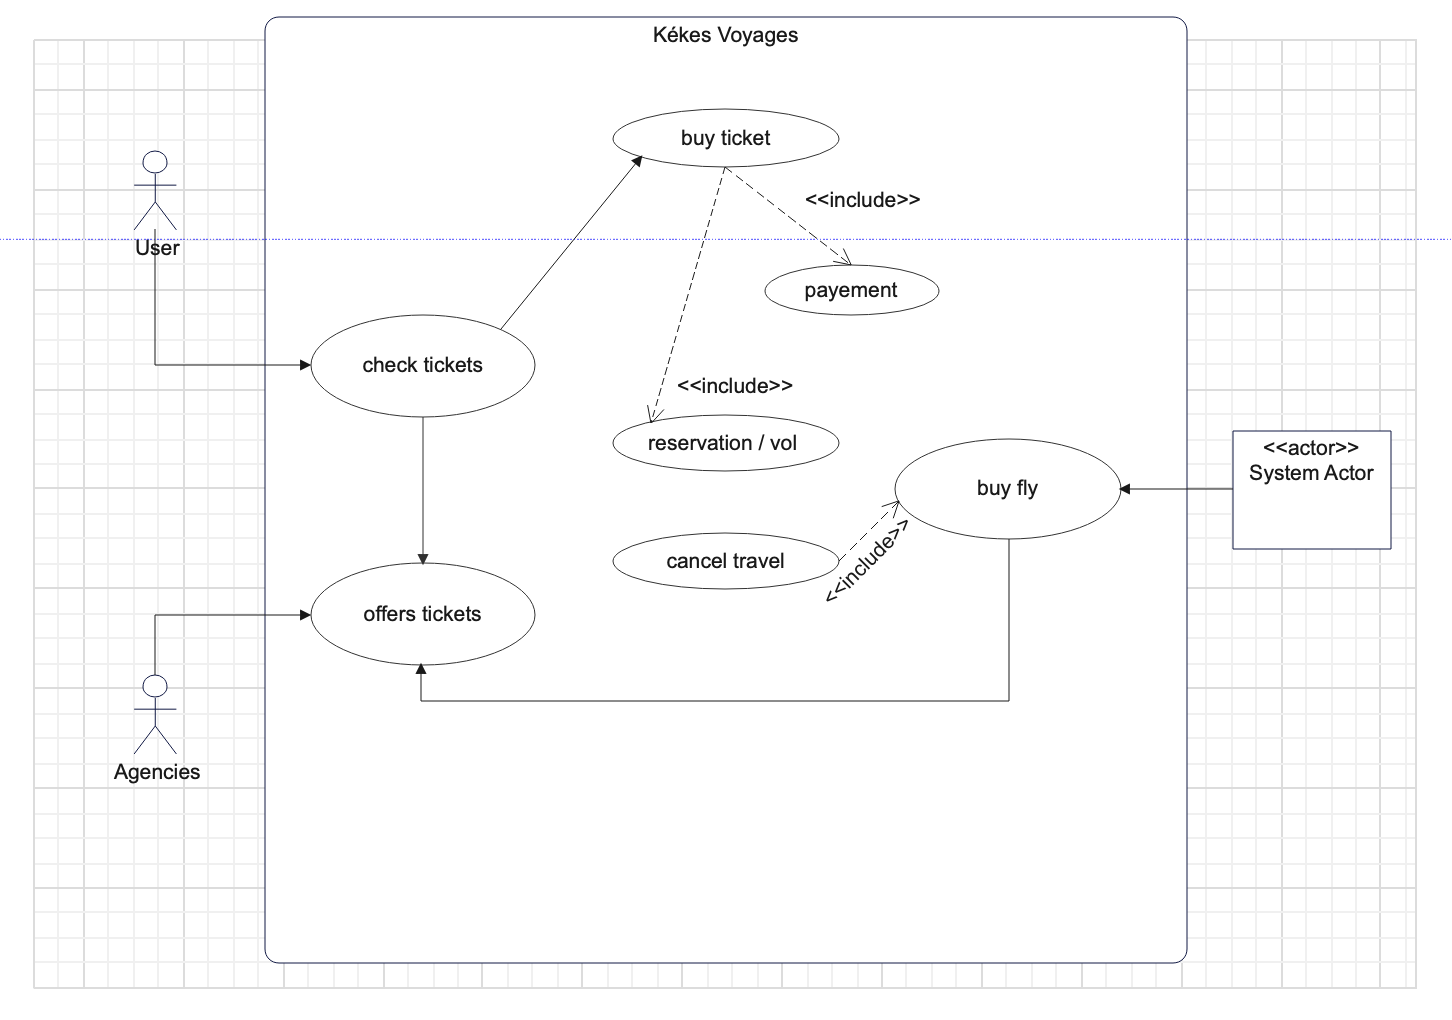 Kékes Voyages
buy ticket
<<include>>
User
payement
check tickets
<<include>>
reservation / vol
<<actor>>
System Actor
buy fly
cancel travel
<<include>>
offers tickets
Agencies